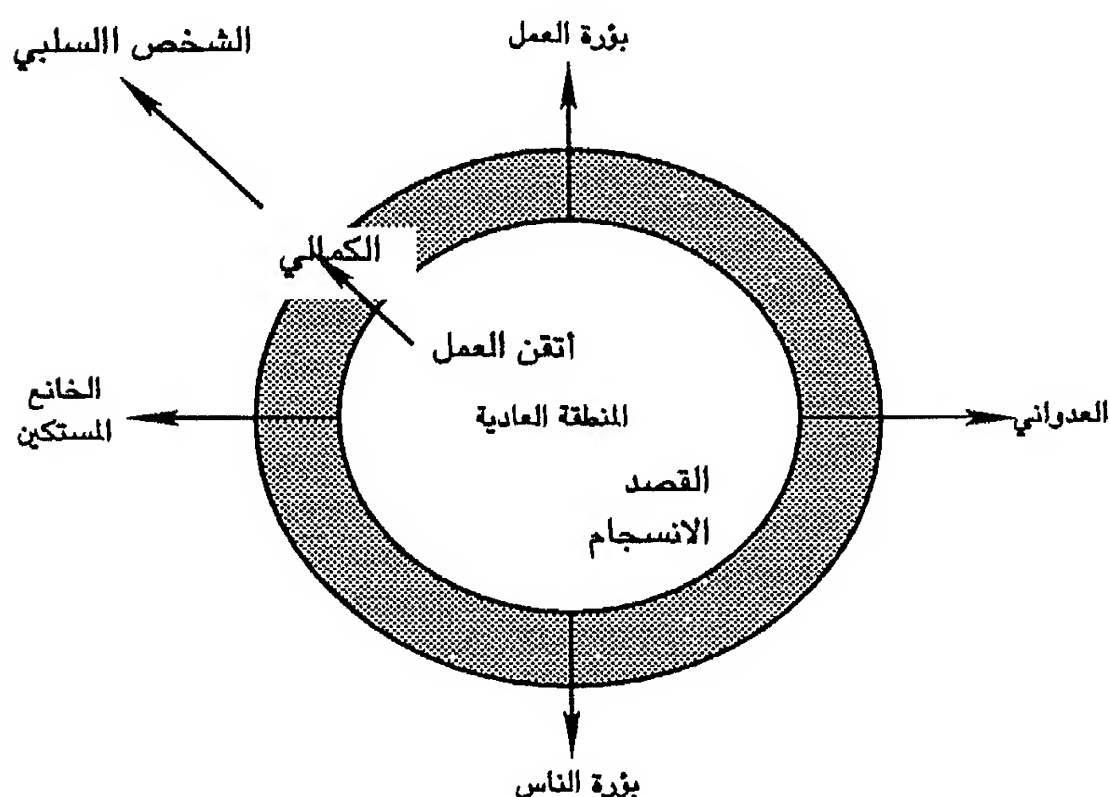 بؤرة العمل
الشخص االسلبي
الكمالي
أتقن العمل
الخانع
المستكين
المنطقة العادية
العدواني
القصد
الانسجام
بؤرة الناس